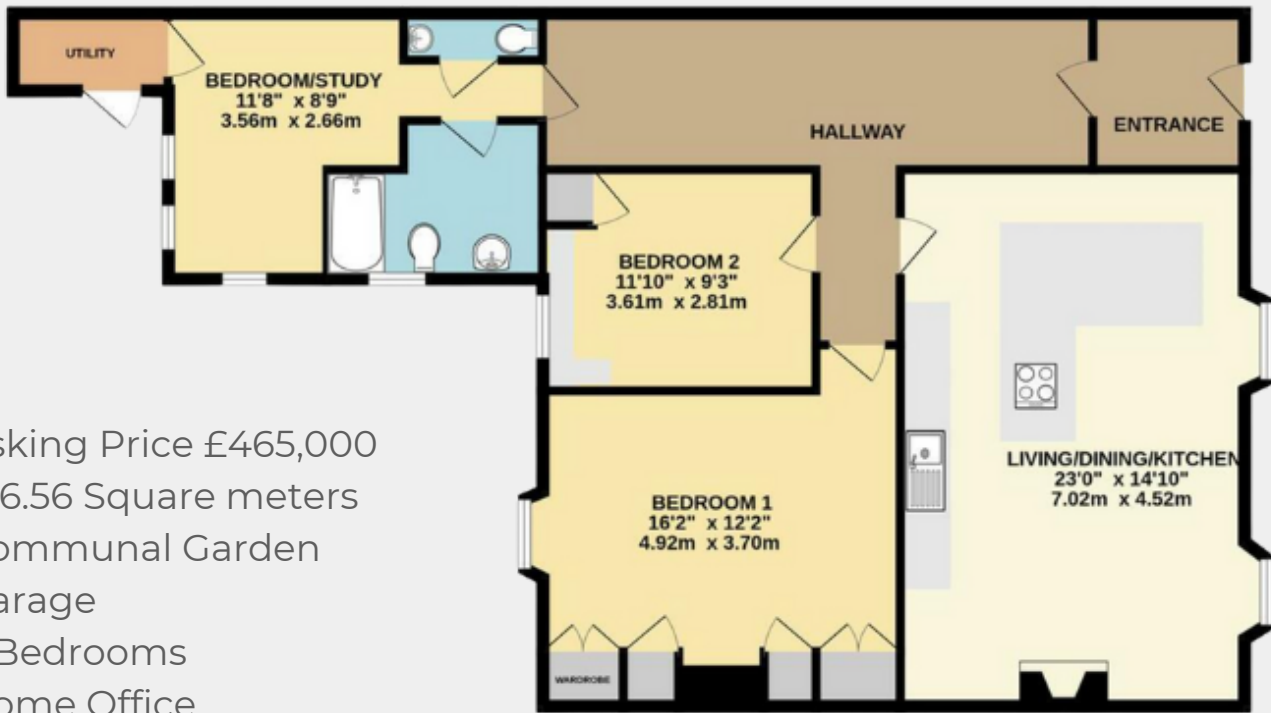 UTILITY
BEDROOM/STUDY
11'8" x 8'9"
3.56m x 2.66m
HALLWAY
ENTRANCE
BEDROOM 2
11'10" x 9'3"
3.61m x 2.81m
LIVING/DINING/KITCHEN
23'0" x 14'10"
7.02m x 4.52m
BEDROOM 1
16'2" x 12'2"
4.92m x 3.70m
WARDROBE
sking Price £465,000
6.56 Square meters
ommunal Garden
arage
Bedrooms
ome Office